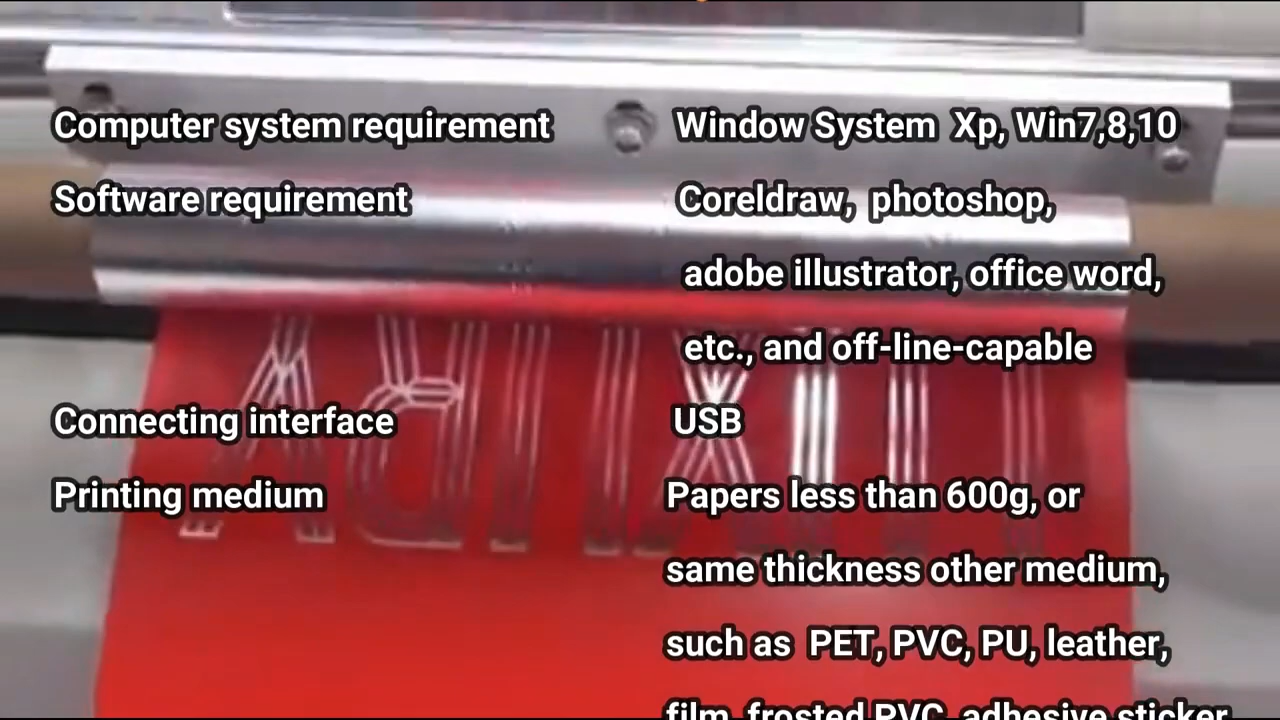 Computer system requirement Window System Xp, Win7,8,10
Software requirement Coreldraw, photoshop,
adobe illustrator, office word,
etc., and off-line-capable
Connecting interface USB
Printing medium Papers less than 600g, or
same thickness other medium,
such as PET, PVC, PU, leather,
film, frosted PVC, adhesive sticker